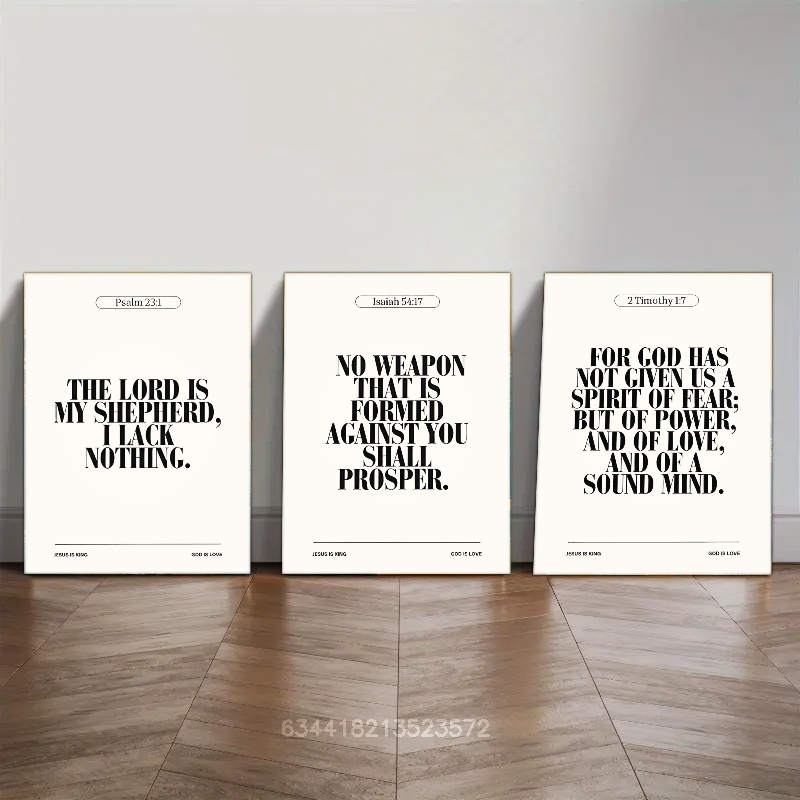 Psalm 23:1
THE LORD IS
MY SHEPHERD,
I LACK
NOTHING.
JESUS IS KING
GOD IS LOVE
Isaiah 54:17
NO WEAPON
THAT IS
FORMED
AGAINST YOU
SHALL
PROSPER.
JESUS IS KING
GOD IS LOVE
2 Timothy 1:7
FOR GOD HAS
NOT GIVEN US A
SPIRIT OF FEAR;
BUT OF POWER,
AND OF LOVE,
AND OF A
SOUND MIND.
JESUS IS KING
GOD IS LOVE
634418213523572